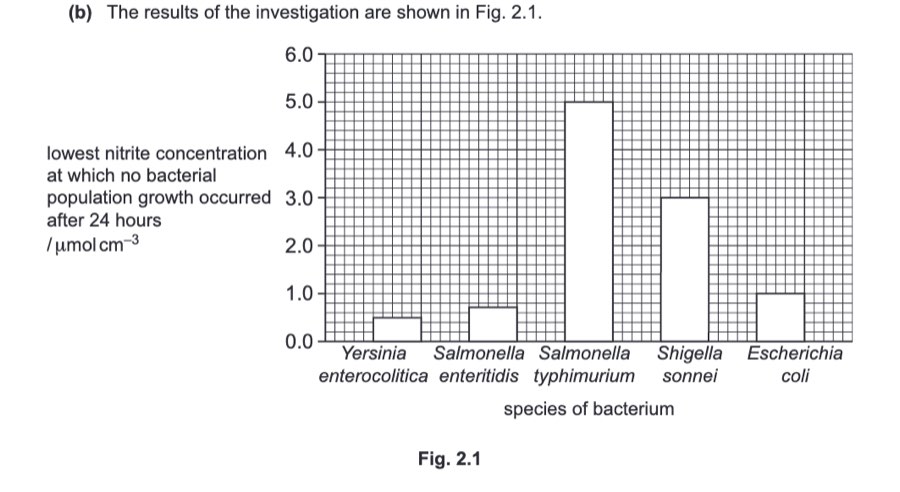 (b) The results of the investigation are shown in Fig. 2.1.
6.0
5.0
4.0
3.0
2.0
1.0
0.0
lowest nitrite concentration
at which no bacterial
population growth occurred
after 24 hours
/ μmol cm⁻³
Yersinia Salmonella Salmonella Shigella Escherichia
enterocolitica enteritidis typhimurium sonnei coli
species of bacterium
Fig. 2.1